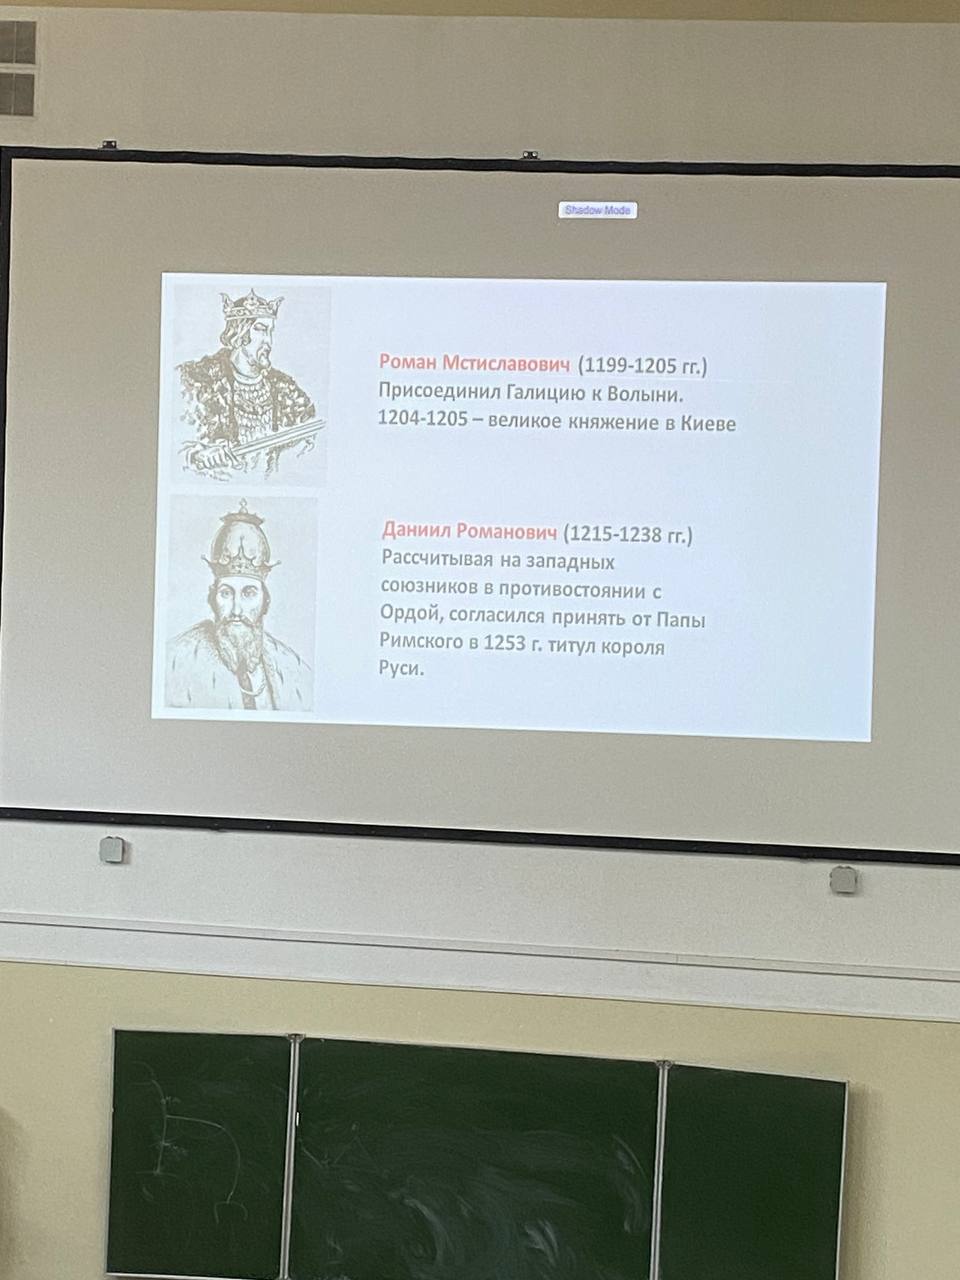 Shadow Mode
Роман Мстиславович (1199-1205 гг.)
Присоединил Галицию к Волыни.
1204-1205 – великое княжение в Киеве
Даниил Романович (1215-1238 гг.)
Рассчитывая на западных
союзников в противостоянии с
Ордой, согласился принять от Папы
Римского в 1253 г. титул короля
Руси.